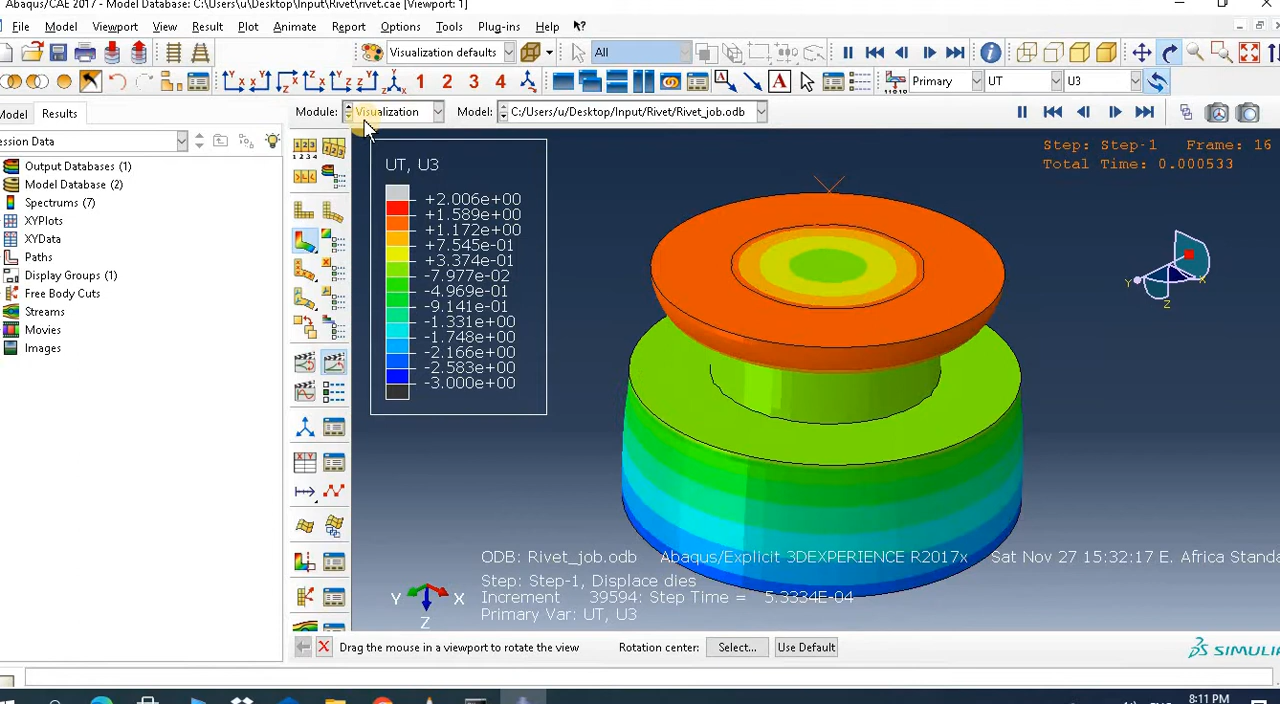 Abaqus/CAE 2017 - Model Database: C:\Users\u\Desktop\Input\Rivet\rivet.cae [Viewport: 1]
File Model Viewport View Result Plot Animate Report Options Tools Plug-ins Help
Visualization defaults All
1 2 3 4 Primary UT U3
Model Results Module: Visualization Model: C:/Users/u/Desktop/Input/Rivet/Rivet_job.odb
ession Data
Output Databases (1)
Model Database (2)
Spectrums (7)
XYPlots
XYData
Paths
Display Groups (1)
Free Body Cuts
Streams
Movies
Images
UT, U3
+2.006e+00
+1.589e+00
+1.172e+00
+7.545e-01
+3.374e-01
-7.977e-02
-4.969e-01
-9.141e-01
-1.331e+00
-1.748e+00
-2.166e+00
-2.583e+00
-3.000e+00
Step: Step-1 Frame: 16
Total Time: 0.000533
Y X Z
ODB: Rivet_job.odb Abaqus/Explicit 3DEXPERIENCE R2017x Sat Nov 27 15:32:17 E. Africa Standa
Step: Step-1, Displace dies
Increment 39594: Step Time = 5.3334E-04
Primary Var: UT, U3
Y X
Z
Drag the mouse in a viewport to rotate the view Rotation center: Select... Use Default
SIMULIA
8:11 PM